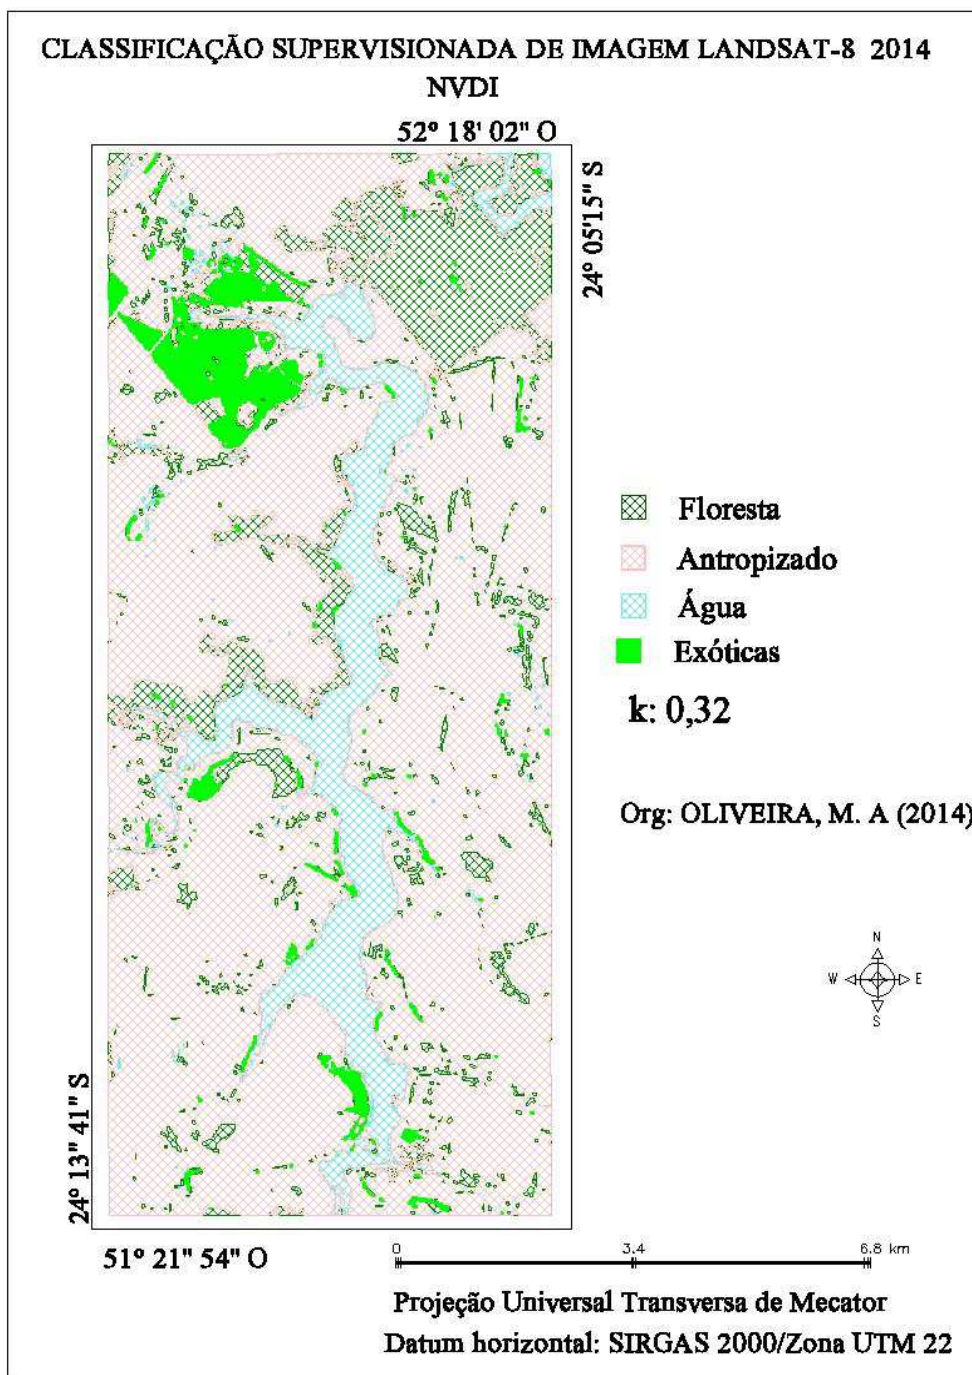 CLASSIFICAÇÃO SUPERVISIONADA DE IMAGEM LANDSAT-8 2014
NVDI
52º 18' 02" O
24º 05'15" S
Floresta
Antropizado
Água
Exóticas
k: 0,32
Org: OLIVEIRA, M. A (2014)
N
W E
S
24º 13" 41" S
51º 21" 54" O
0 3.4 6.8 km
Projeção Universal Transversa de Mecator
Datum horizontal: SIRGAS 2000/Zona UTM 22